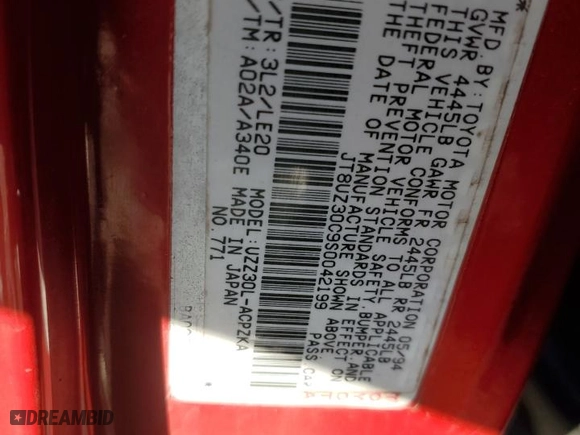 MFD.BY:TOYOTA MOTOR CORPORATION 05/94
GVWR 4445LB GAWR FR 2445LB RR 2445LB
THIS VEHICLE CONFORMS TO ALL APPLICABLE
FEDERAL MOTOR VEHICLE SAFETY, BUMPER, AND
THEFT PREVENTION STANDARDS IN EFFECT ON
THE DATE OF MANUFACTURE SHOWN ABOVE
JT8UZ30C9S0042199 PASS.CAR
/TR: 3L2/LE20 MODEL: UZZ30L-ACPZKA
/TM: A02A/A340E MADE IN JAPAN
NO. 771
DREAMBID